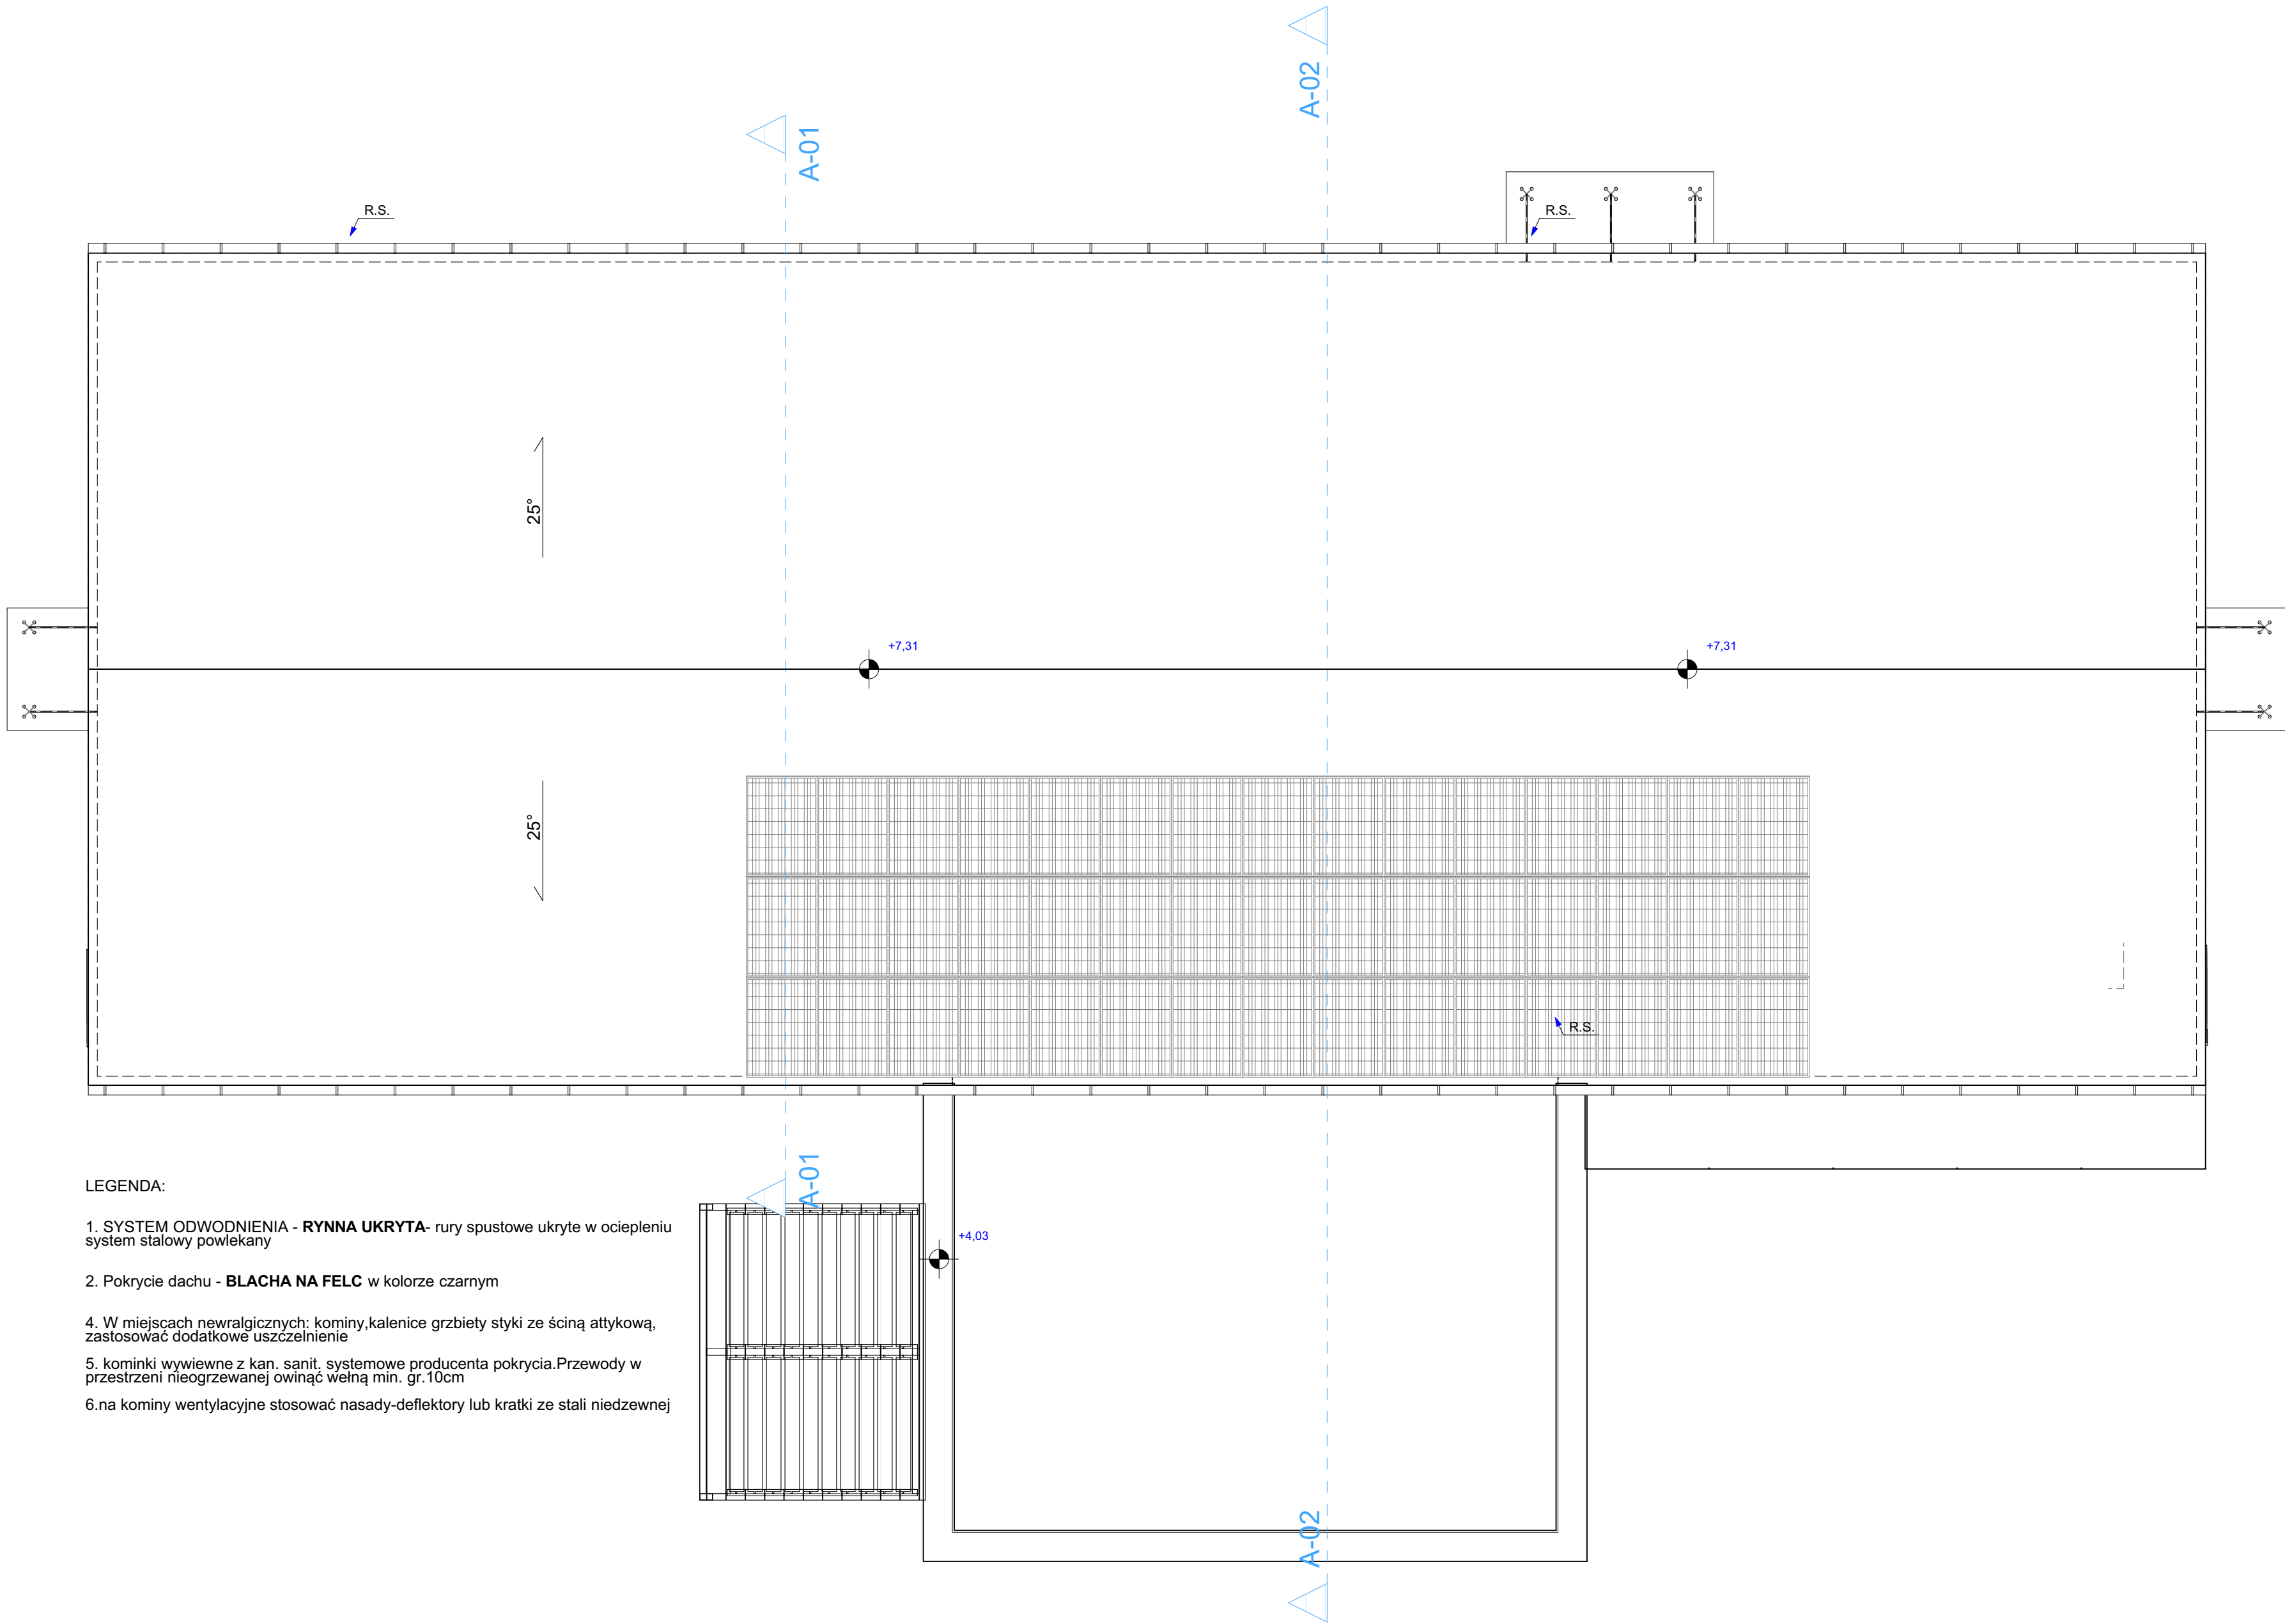 A-02
A-01
R.S.
R.S.
25°
+7,31
+7,31
25°
R.S.
A-01
LEGENDA:
1. SYSTEM ODWODNIENIA - RYNNA UKRYTA- rury spustowe ukryte w ociepleniu
system stalowy powlekany
+4,03
2. Pokrycie dachu - BLACHA NA FELC w kolorze czarnym
4. W miejscach newralgicznych: kominy,kalenice grzbiety styki ze ściną attykową,
zastosować dodatkowe uszczelnienie
5. kominki wywiewne z kan. sanit. systemowe producenta pokrycia.Przewody w
przestrzeni nieogrzewanej owinąć wełną min. gr.10cm
6.na kominy wentylacyjne stosować nasady-deflektory lub kratki ze stali niedzewnej
A-02